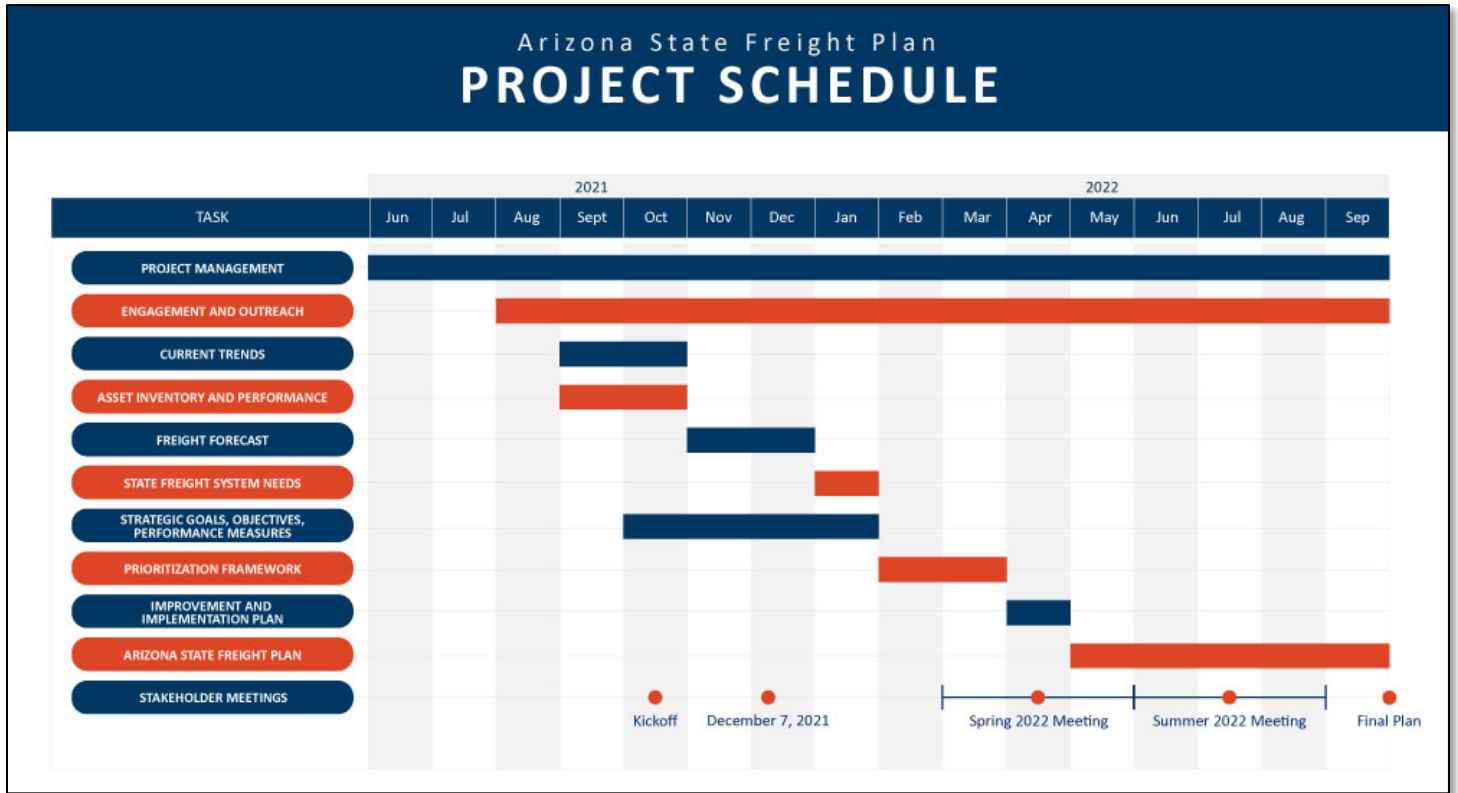 Arizona State Freight Plan
PROJECT SCHEDULE
2021 2022
TASK Jun Jul Aug Sept Oct Nov Dec Jan Feb Mar Apr May Jun Jul Aug Sep
PROJECT MANAGEMENT
ENGAGEMENT AND OUTREACH
CURRENT TRENDS
ASSET INVENTORY AND PERFORMANCE
FREIGHT FORECAST
STATE FREIGHT SYSTEM NEEDS
STRATEGIC GOALS, OBJECTIVES,
PERFORMANCE MEASURES
PRIORITIZATION FRAMEWORK
IMPROVEMENT AND
IMPLEMENTATION PLAN
ARIZONA STATE FREIGHT PLAN
STAKEHOLDER MEETINGS
Kickoff December 7, 2021 Spring 2022 Meeting Summer 2022 Meeting Final Plan